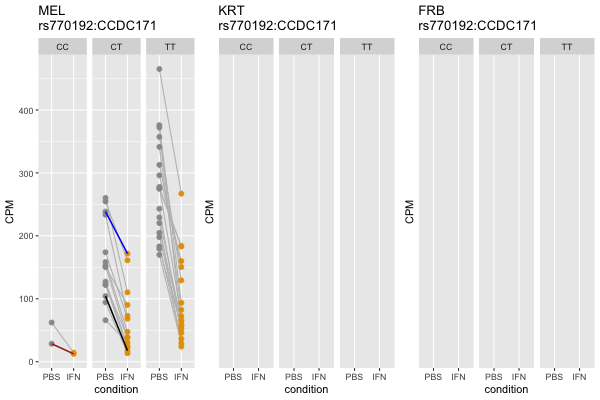 MEL
rs770192:CCDC171
KRT
rs770192:CCDC171
FRB
rs770192:CCDC171
CC CT TT
CC CT TT
CC CT TT
CPM
400
300
200
100
0
CPM
CPM
PBS IFN PBS IFN PBS IFN
PBS IFN PBS IFN PBS IFN
PBS IFN PBS IFN PBS IFN
condition
condition
condition